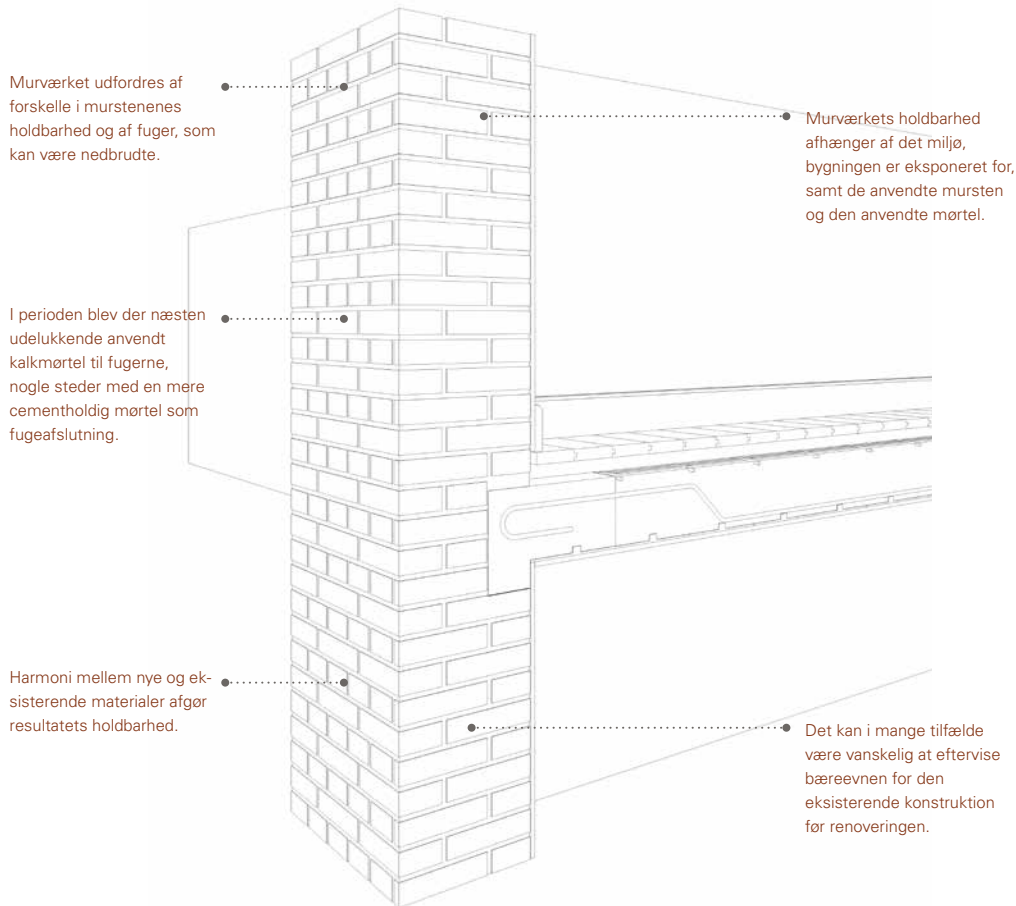 Murværket udfordres af
forskelle i murstenenes
holdbarhed og af fuger, som
kan være nedbrudte.
I perioden blev der næsten
udelukkende anvendt
kalkmørtel til fugerne,
nogle steder med en mere
cementholdig mørtel som
fugeafslutning.
Harmoni mellem nye og ek-
sisterende materialer afgør
resultatets holdbarhed.
Murværkets holdbarhed
afhænger af det miljø,
bygningen er eksponeret for,
samt de anvendte mursten
og den anvendte mørtel.
Det kan i mange tilfælde
være vanskelig at eftervise
bæreevnen for den
eksisterende konstruktion
før renoveringen.